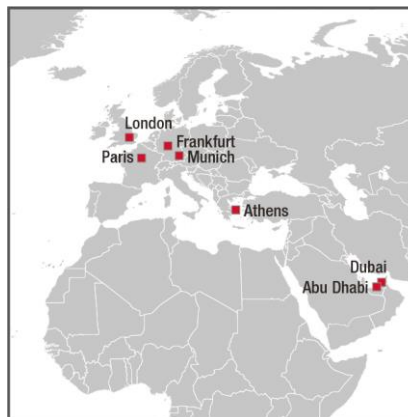 London
Frankfurt
Paris
Munich
Athens
Dubai
Abu Dhabi